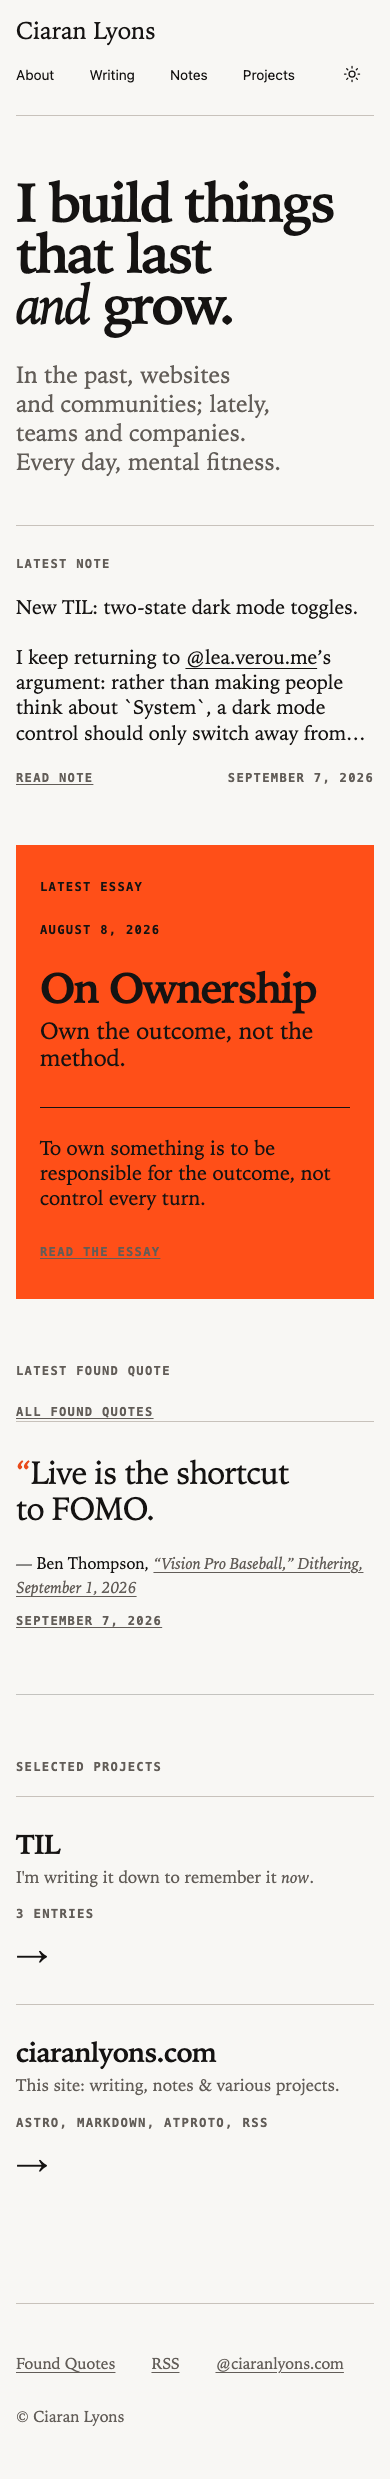 Ciaran Lyons
About Writing Notes Projects
I build things
that last
and grow.
In the past, websites
and communities; lately,
teams and companies.
Every day, mental fitness.
LATEST NOTE
New TIL: two-state dark mode toggles.
I keep returning to @lea.verou.me’s
argument: rather than making people
think about `System`, a dark mode
control should only switch away from…
READ NOTE SEPTEMBER 7, 2026
LATEST ESSAY
AUGUST 8, 2026
On Ownership
Own the outcome, not the
method.
To own something is to be
responsible for the outcome, not
control every turn.
READ THE ESSAY
LATEST FOUND QUOTE
ALL FOUND QUOTES
“Live is the shortcut
to FOMO.
— Ben Thompson, “Vision Pro Baseball,” Dithering,
September 1, 2026
SEPTEMBER 7, 2026
SELECTED PROJECTS
TIL
I'm writing it down to remember it now.
3 ENTRIES
→
ciaranlyons.com
This site: writing, notes & various projects.
ASTRO, MARKDOWN, ATPROTO, RSS
→
Found Quotes RSS @ciaranlyons.com
© Ciaran Lyons